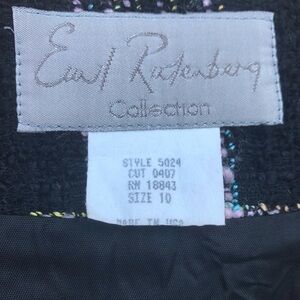 Earl Rutenberg
Collection
STYLE 5024
CUT 0407
RN 18843
SIZE 10
MADE IN USA